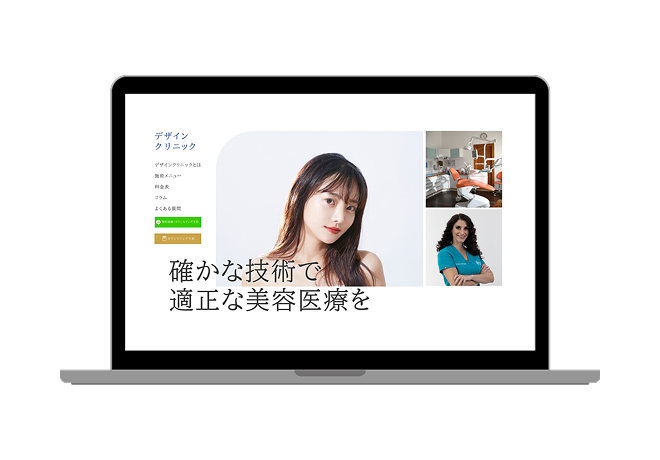 デザイン
クリニック
デザインクリニックとは
施術メニュー
料金表
コラム
よくある質問
確かな技術で
適正な美容医療を